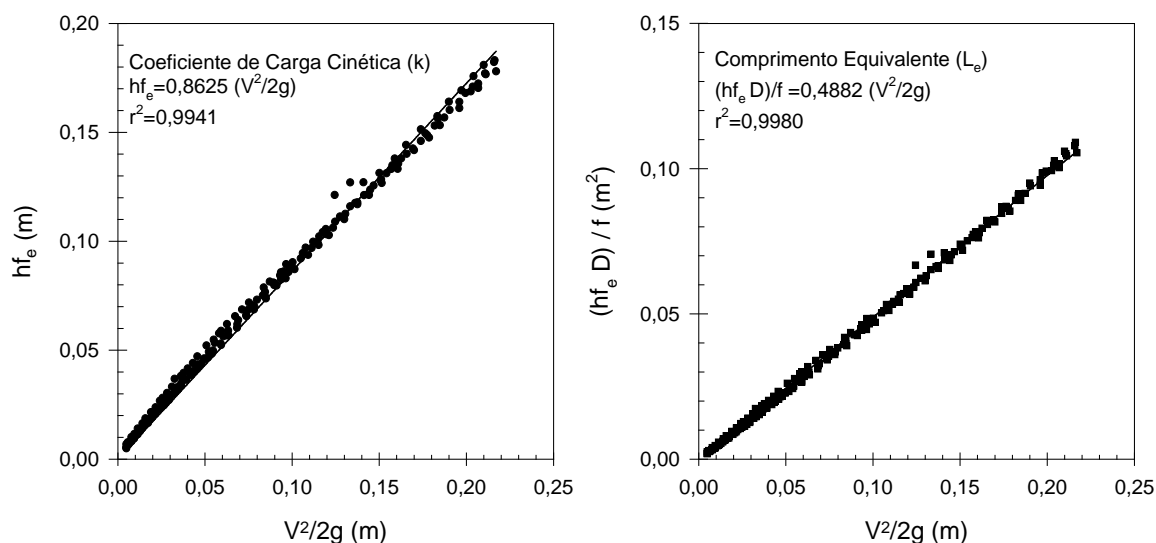 Coeficiente de Carga Cinética (k)
hfₑ=0,8625 (V²/2g)
r²=0,9941
hfₑ (m)
0,20
0,15
0,10
0,05
0,00
0,00 0,05 0,10 0,15 0,20 0,25
V²/2g (m)
Comprimento Equivalente (Lₑ)
(hfₑ D)/f =0,4882 (V²/2g)
r²=0,9980
(hfₑ D) / f (m²)
0,15
0,10
0,05
0,00
0,00 0,05 0,10 0,15 0,20 0,25
V²/2g (m)